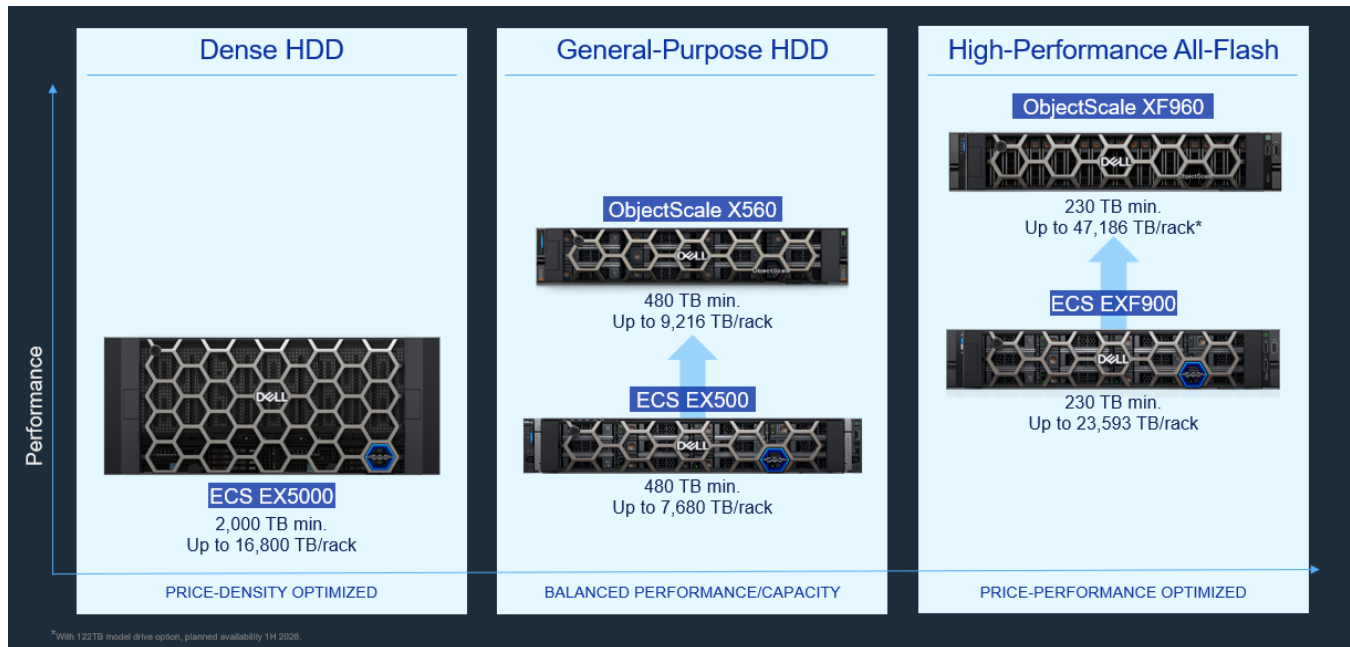 Dense HDD
DELL
ECS EX5000
2,000 TB min.
Up to 16,800 TB/rack
PRICE-DENSITY OPTIMIZED
General-Purpose HDD
ObjectScale X560
DELL
ObjectScale
480 TB min.
Up to 9,216 TB/rack
ECS EX500
DELL
480 TB min.
Up to 7,680 TB/rack
BALANCED PERFORMANCE/CAPACITY
High-Performance All-Flash
ObjectScale XF960
DELL
ObjectScale
230 TB min.
Up to 47,186 TB/rack*
ECS EXF900
DELL
230 TB min.
Up to 23,593 TB/rack
PRICE-PERFORMANCE OPTIMIZED
Performance
*With 122TB model drive option, planned availability 1H 2026.